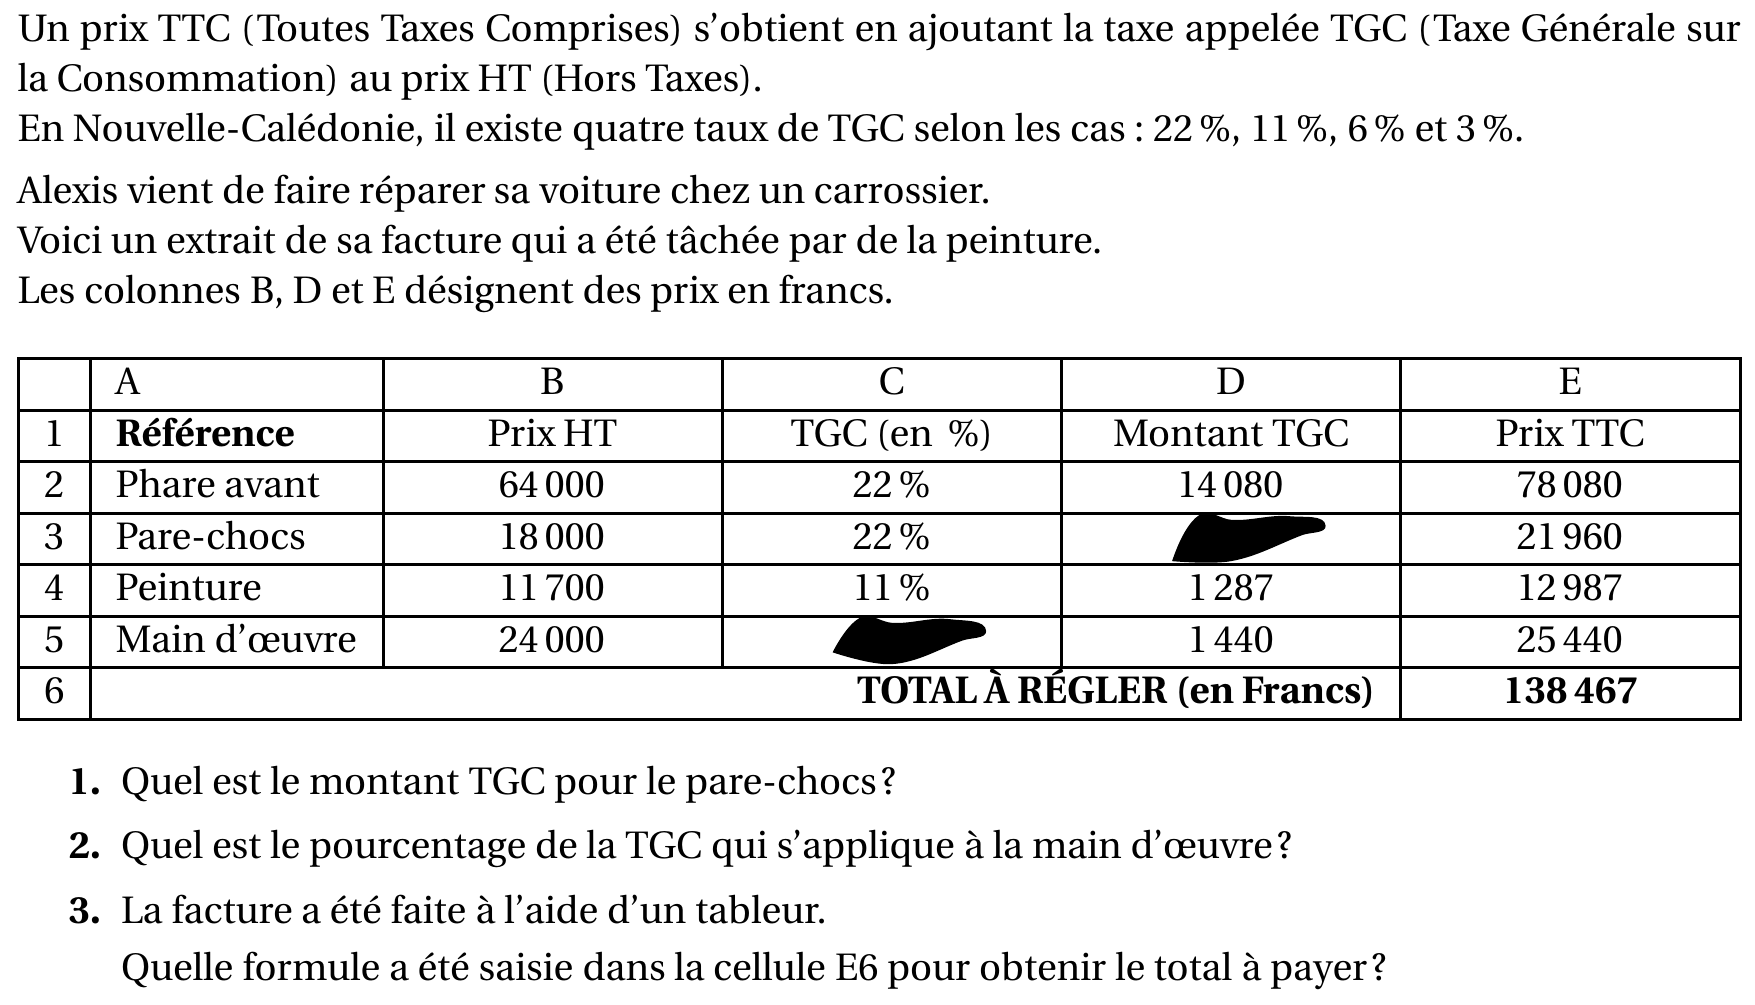 Un prix TTC (Toutes Taxes Comprises) s’obtient en ajoutant la taxe appelée TGC (Taxe Générale sur
la Consommation) au prix HT (Hors Taxes).
En Nouvelle-Calédonie, il existe quatre taux de TGC selon les cas : 22 %, 11 %, 6 % et 3 %.
Alexis vient de faire réparer sa voiture chez un carrossier.
Voici un extrait de sa facture qui a été tâchée par de la peinture.
Les colonnes B, D et E désignent des prix en francs.
A B C D E
1 Référence Prix HT TGC (en %) Montant TGC Prix TTC
2 Phare avant 64 000 22 % 14 080 78 080
3 Pare-chocs 18 000 22 % 21 960
4 Peinture 11 700 11 % 1 287 12 987
5 Main d’œuvre 24 000 1 440 25 440
6 TOTAL À RÉGLER (en Francs) 138 467
1. Quel est le montant TGC pour le pare-chocs ?
2. Quel est le pourcentage de la TGC qui s’applique à la main d’œuvre ?
3. La facture a été faite à l’aide d’un tableur.
Quelle formule a été saisie dans la cellule E6 pour obtenir le total à payer ?